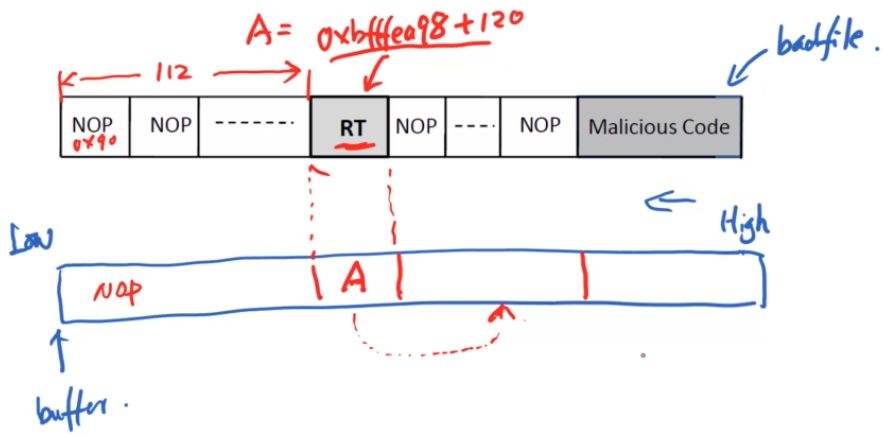 A = 0xbfffea98 + 120
badfile.
112
NOP NOP -------- RT NOP ---- NOP Malicious Code
0x90
Low High
NOP A
buffer.